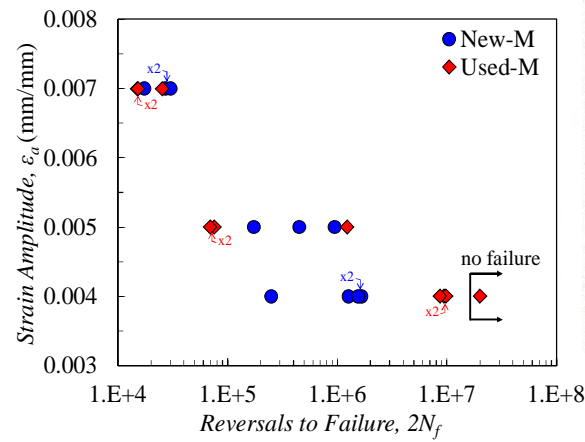 0.008
0.007
0.006
0.005
0.004
0.003
Strain Amplitude, εa (mm/mm)
New-M
Used-M
x2
x2
x2
x2
x2
no failure
1.E+4 1.E+5 1.E+6 1.E+7 1.E+8
Reversals to Failure, 2Nf